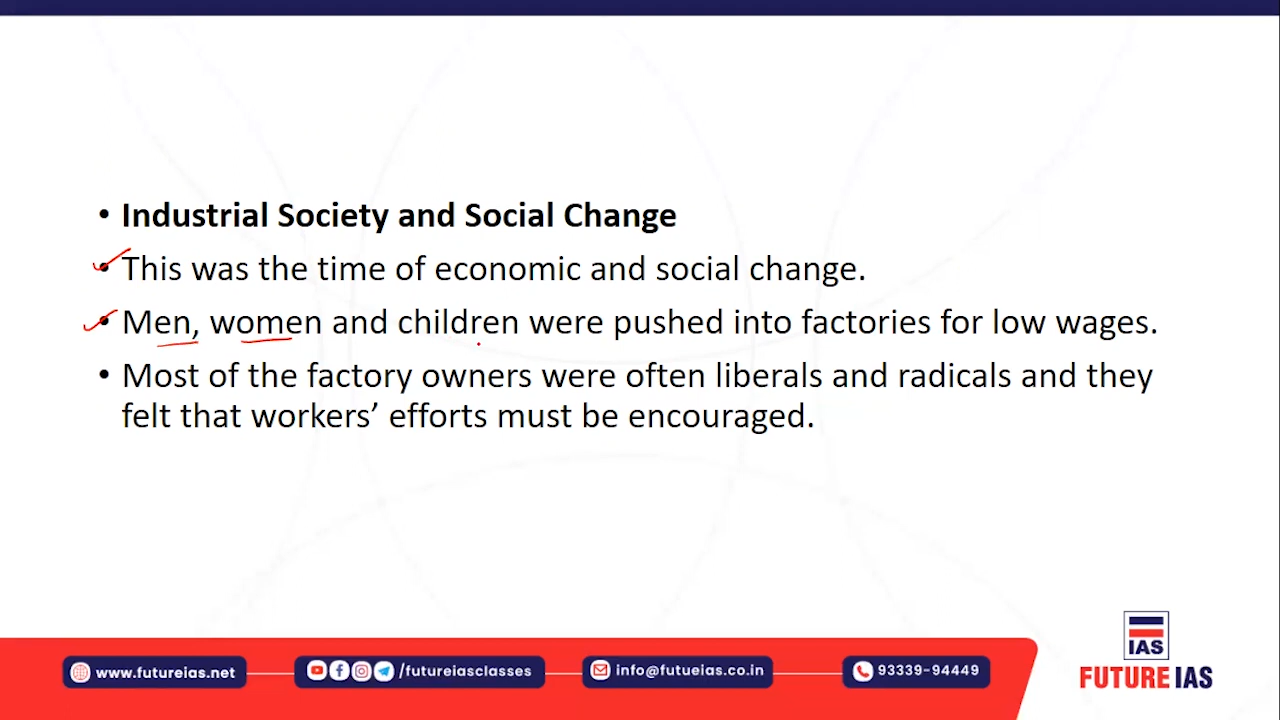 • Industrial Society and Social Change
• This was the time of economic and social change.
• Men, women and children were pushed into factories for low wages.
• Most of the factory owners were often liberals and radicals and they
felt that workers’ efforts must be encouraged.
www.futureias.net
/futureiasclasses
info@futueias.co.in
93339-94449
IAS
FUTURE IAS